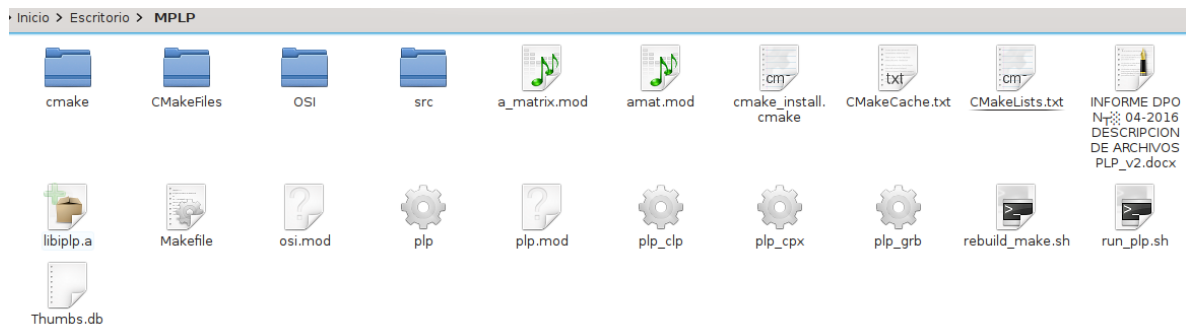 Inicio > Escritorio > MPLP
cmake CMakeFiles OSI src a_matrix.mod amat.mod cmake_install.cmake CMakeCache.txt CMakeLists.txt INFORME DPO N┬░ 04-2016 DESCRIPCION DE ARCHIVOS PLP_v2.docx
libiplp.a Makefile osi.mod plp plp.mod plp_clp plp_cpx plp_grb rebuild_make.sh run_plp.sh
Thumbs.db